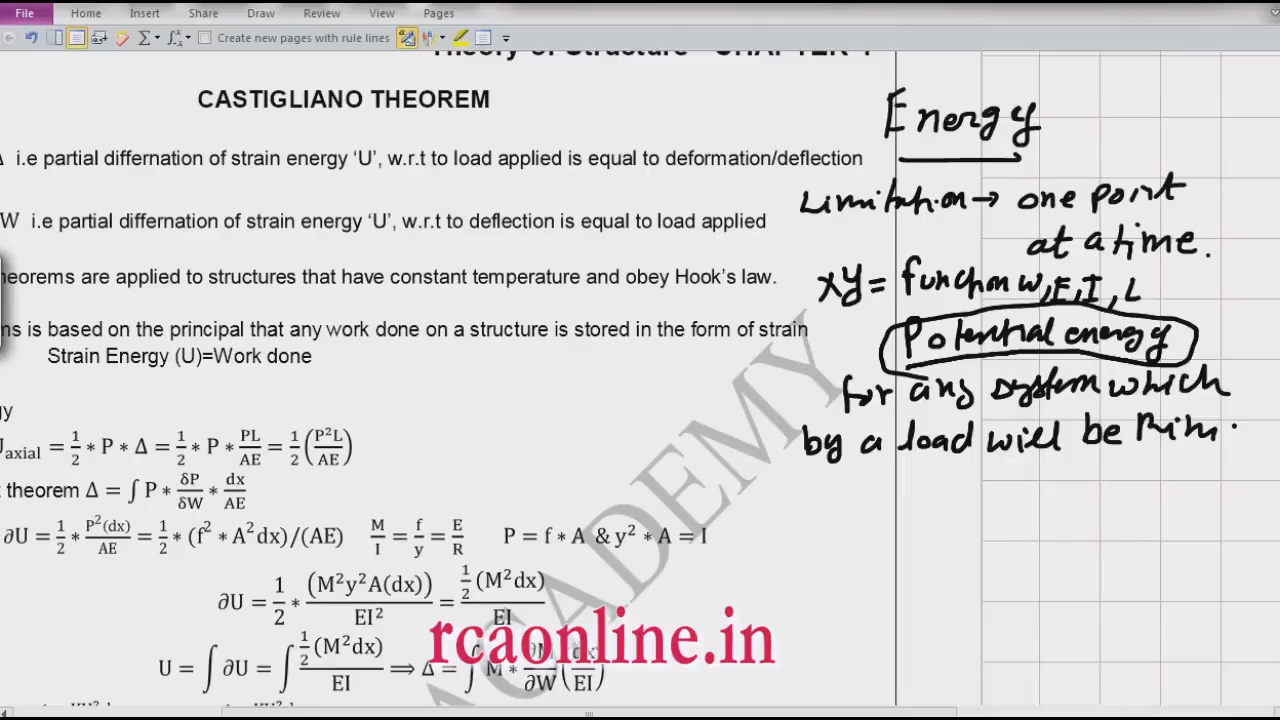 File Home Insert Share Draw Review View Pages
Create new pages with rule lines
Theory of Structure CHAPTER
CASTIGLIANO THEOREM
i.e partial differnation of strain energy ‘U’, w.r.t to load applied is equal to deformation/deflection
W i.e partial differnation of strain energy ‘U’, w.r.t to deflection is equal to load applied
heorems are applied to structures that have constant temperature and obey Hook’s law.
ms is based on the principal that any work done on a structure is stored in the form of strain
Strain Energy (U)=Work done
gy
U_axial = 1/2 * P * Δ = 1/2 * P * PL/AE = 1/2 (P²L/AE)
t theorem Δ = ∫ P * δP/δW * dx/AE
∂U = 1/2 * P²(dx)/AE = 1/2 * (f² * A²dx)/(AE) M/I = f/y = E/R P = f * A & y² * A = I
∂U = 1/2 * (M²y²A(dx))/EI² = 1/2 (M²dx)/EI
U = ∫ ∂U = ∫ 1/2 (M²dx)/EI ⟹ Δ = ∫ M * ∂M/∂W (dx/EI)
ACADEMY
rcaonline.in
Energy
Limitation → one point
at a time.
xy = function W, E, I, L
Potential energy
for any system which
by a load will be